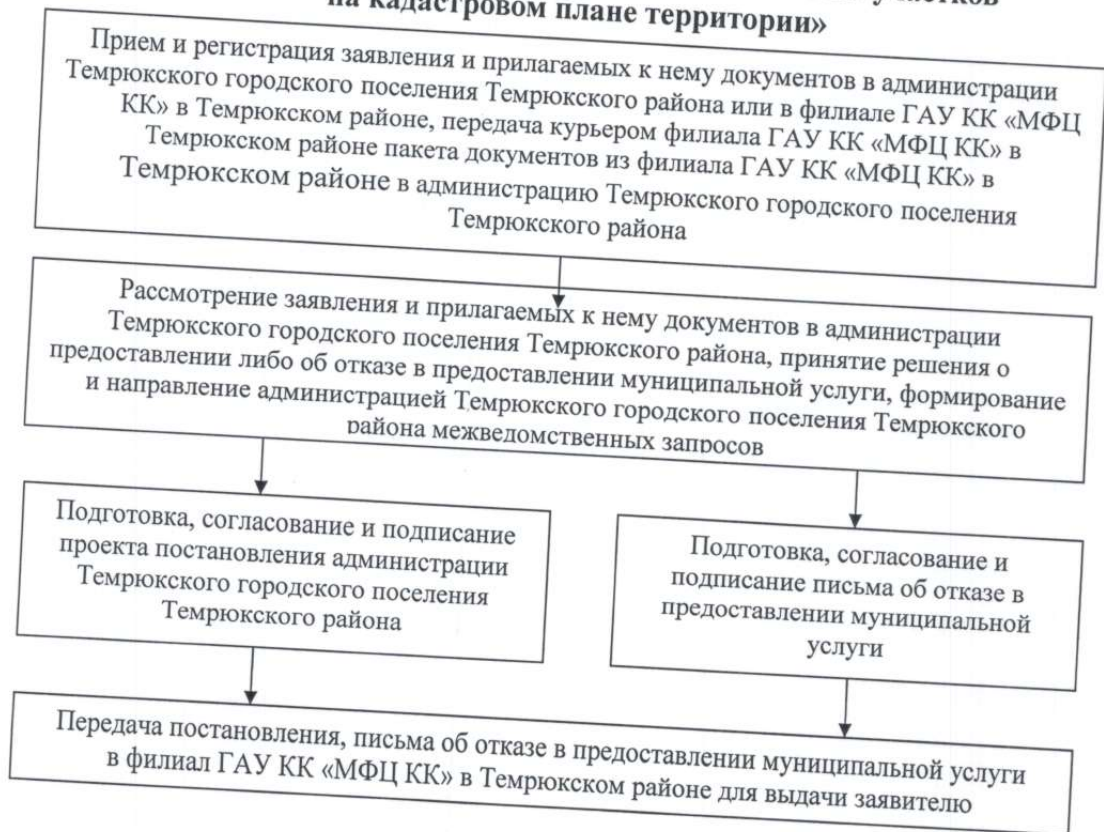 на кадастровом плане территории»
Прием и регистрация заявления и прилагаемых к нему документов в администрации
Темрюкского городского поселения Темрюкского района или в филиале ГАУ КК «МФЦ
КК» в Темрюкском районе, передача курьером филиала ГАУ КК «МФЦ КК» в
Темрюкском районе пакета документов из филиала ГАУ КК «МФЦ КК» в
Темрюкском районе в администрацию Темрюкского городского поселения
Темрюкского района
Рассмотрение заявления и прилагаемых к нему документов в администрации
Темрюкского городского поселения Темрюкского района, принятие решения о
предоставлении либо об отказе в предоставлении муниципальной услуги, формирование
и направление администрацией Темрюкского городского поселения Темрюкского
района межведомственных запросов
Подготовка, согласование и подписание
проекта постановления администрации
Темрюкского городского поселения
Темрюкского района
Подготовка, согласование и
подписание письма об отказе в
предоставлении муниципальной
услуги
Передача постановления, письма об отказе в предоставлении муниципальной услуги
в филиал ГАУ КК «МФЦ КК» в Темрюкском районе для выдачи заявителю